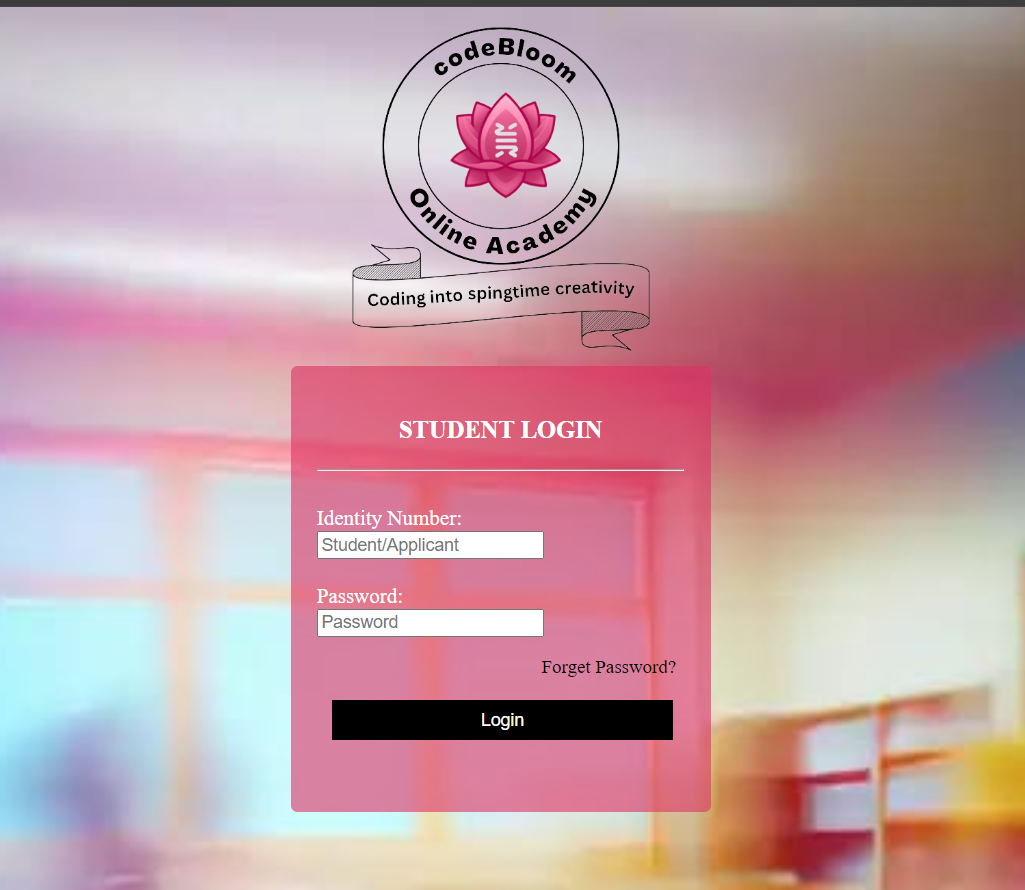 codeBloom
Online Academy
Coding into spingtime creativity
STUDENT LOGIN
Identity Number:
Student/Applicant
Password:
Password
Forget Password?
Login